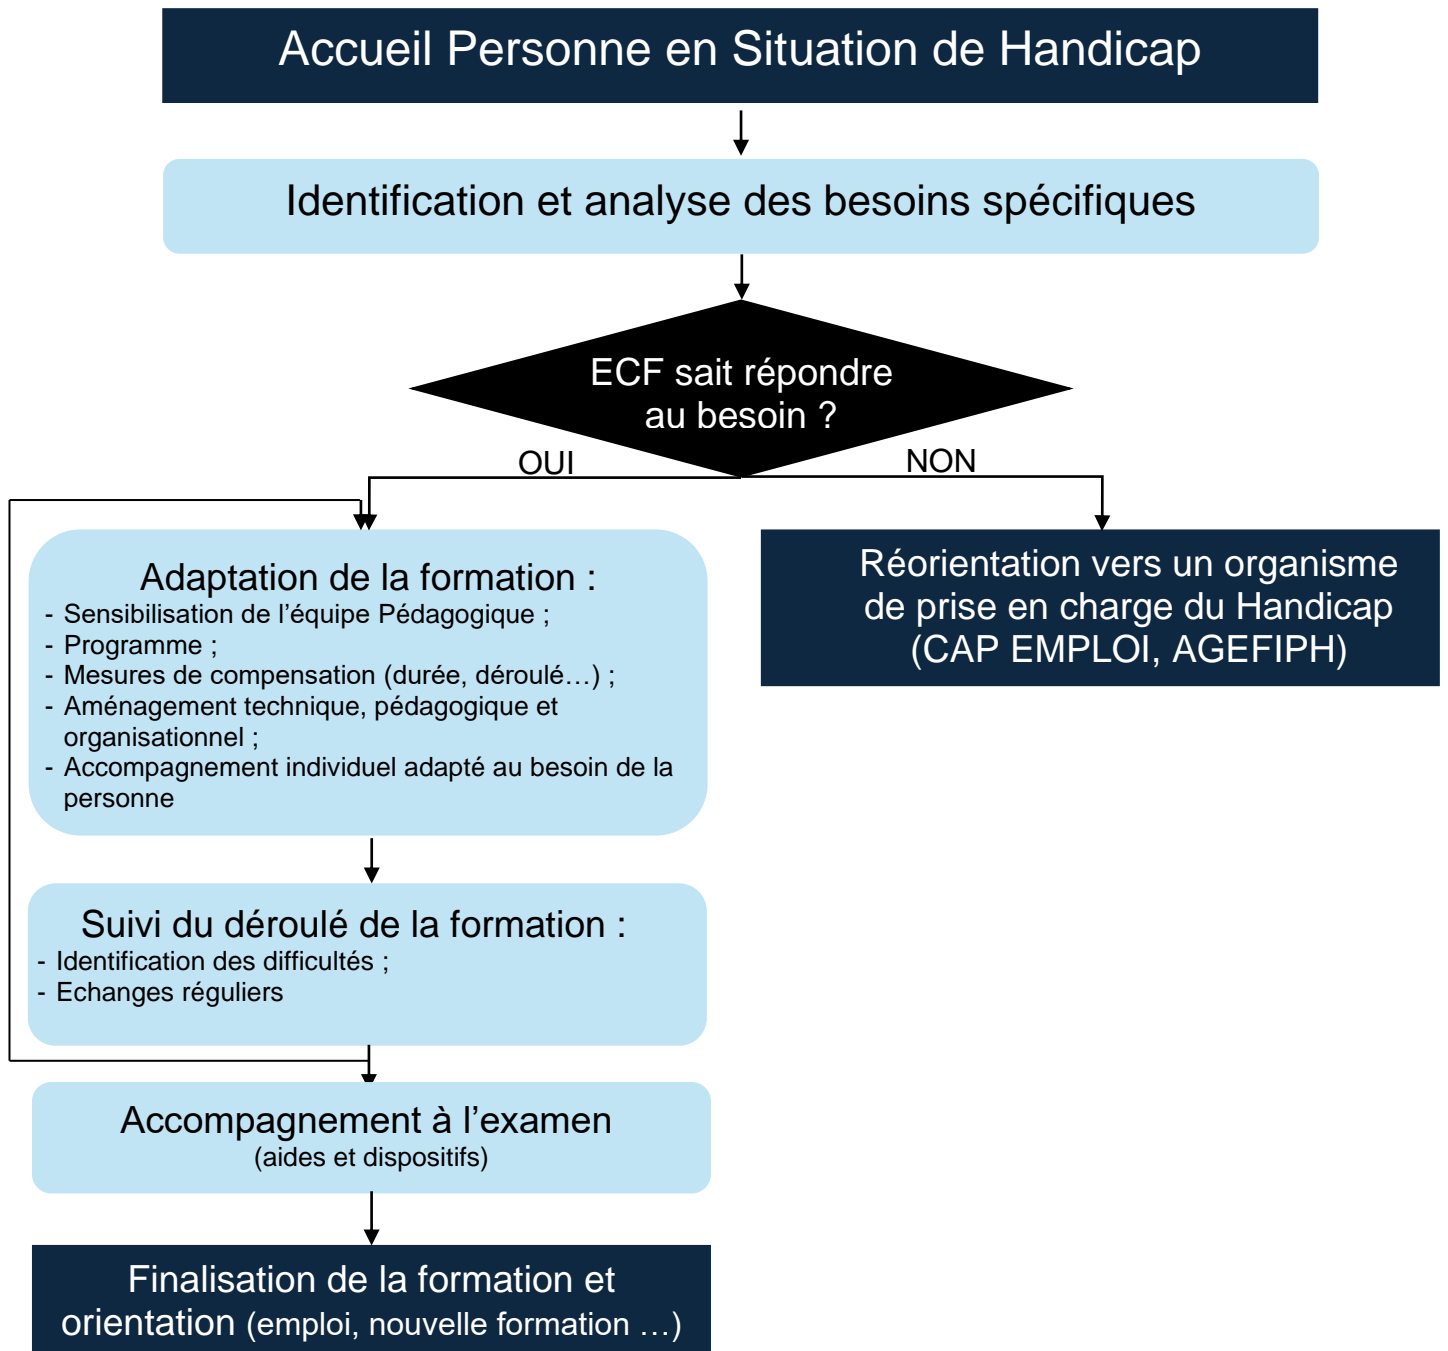 Accueil Personne en Situation de Handicap
Identification et analyse des besoins spécifiques
ECF sait répondre
au besoin ?
OUI
NON
Adaptation de la formation :
- Sensibilisation de l’équipe Pédagogique ;
- Programme ;
- Mesures de compensation (durée, déroulé…) ;
- Aménagement technique, pédagogique et
organisationnel ;
- Accompagnement individuel adapté au besoin de la
personne
Réorientation vers un organisme
de prise en charge du Handicap
(CAP EMPLOI, AGEFIPH)
Suivi du déroulé de la formation :
- Identification des difficultés ;
- Echanges réguliers
Accompagnement à l’examen
(aides et dispositifs)
Finalisation de la formation et
orientation (emploi, nouvelle formation …)